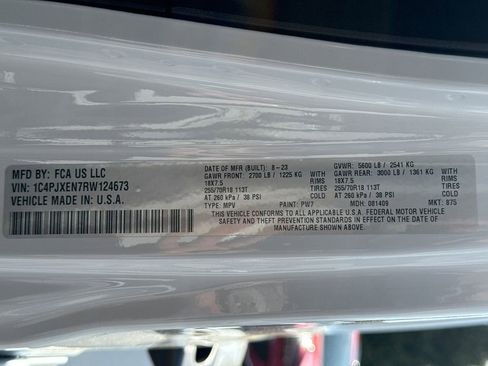 MFD BY: FCA US LLC
VIN: 1C4PJXEN7RW124673
VEHICLE MADE IN: U.S.A.
DATE OF MFR (BUILT): 8-23
GAWR FRONT: 2700 LB / 1225 KG WITH
18X7.5 RIMS
255/70R18 113T TIRES
AT 260 kPa / 38 PSI COLD
GVWR: 5600 LB / 2541 KG
GAWR REAR: 3000 LB / 1361 KG WITH
18X7.5 RIMS
255/70R18 113T TIRES
AT 260 kPa / 38 PSI COLD
THIS VEHICLE CONFORMS TO ALL APPLICABLE U.S.A. FEDERAL MOTOR VEHICLE
SAFETY AND THEFT PREVENTION STANDARDS IN EFFECT ON THE DATE OF
MANUFACTURE SHOWN ABOVE.
TYPE: MPV PAINT: PW7 MDH: 081409 MKT: 875